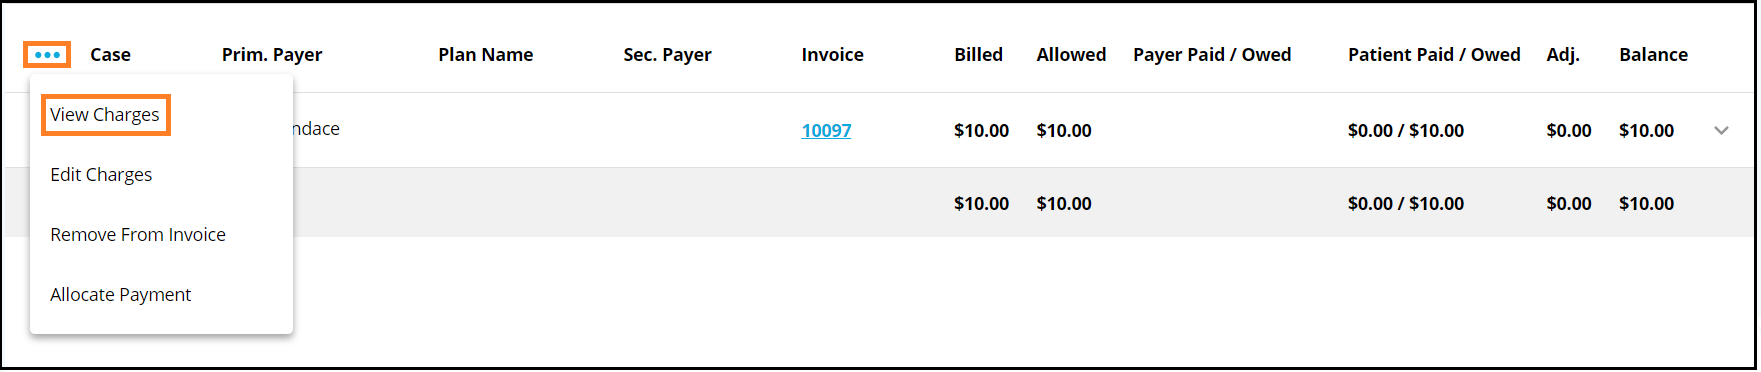 Case Prim. Payer Plan Name Sec. Payer Invoice Billed Allowed Payer Paid / Owed Patient Paid / Owed Adj. Balance
View Charges
ndace 10097 $10.00 $10.00 $0.00 / $10.00 $0.00 $10.00
Edit Charges
$10.00 $10.00 $0.00 / $10.00 $0.00 $10.00
Remove From Invoice
Allocate Payment